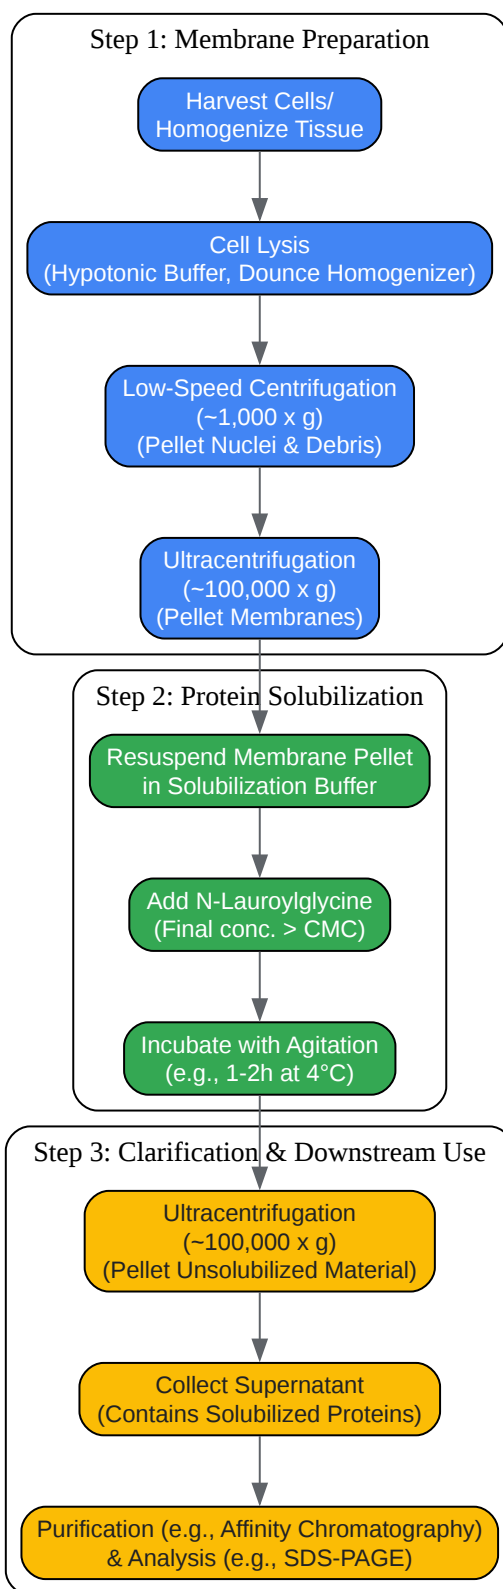 Step 1: Membrane Preparation
Harvest Cells/
Homogenize Tissue
Cell Lysis
(Hypotonic Buffer, Dounce Homogenizer)
Low-Speed Centrifugation
(~1,000 x g)
(Pellet Nuclei & Debris)
Ultracentrifugation
(~100,000 x g)
(Pellet Membranes)
Step 2: Protein Solubilization
Resuspend Membrane Pellet
in Solubilization Buffer
Add N-Lauroylglycine
(Final conc. > CMC)
Incubate with Agitation
(e.g., 1-2h at 4°C)
Step 3: Clarification & Downstream Use
Ultracentrifugation
(~100,000 x g)
(Pellet Unsolubilized Material)
Collect Supernatant
(Contains Solubilized Proteins)
Purification (e.g., Affinity Chromatography)
& Analysis (e.g., SDS-PAGE)